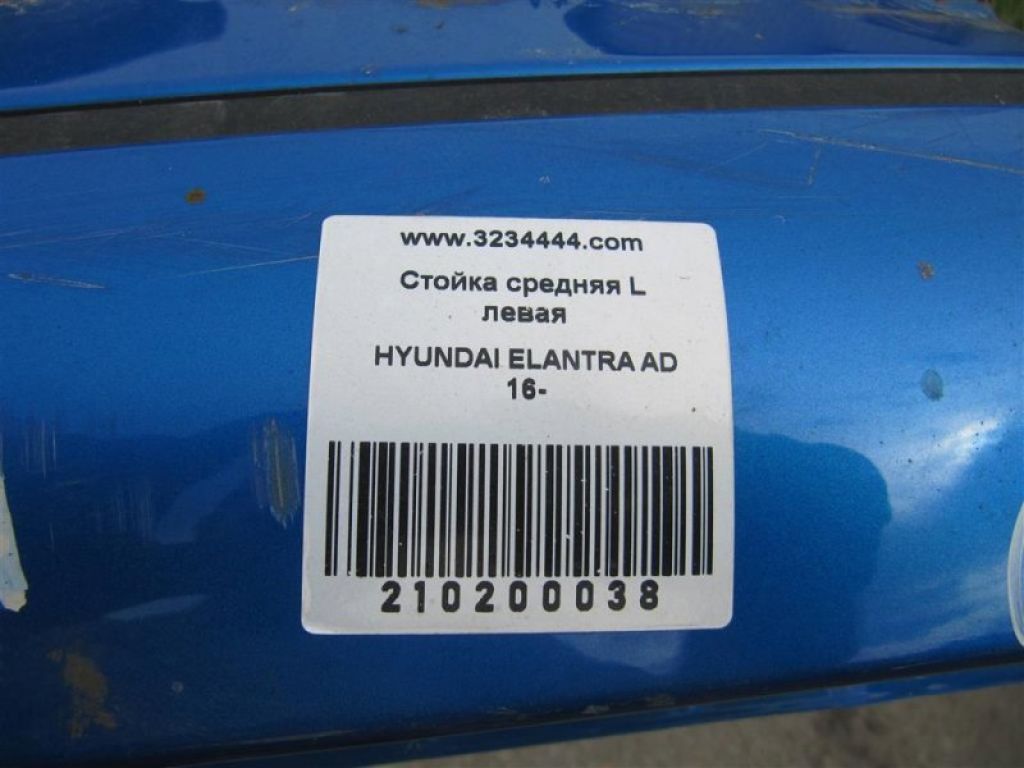 www.3234444.com
Стойка средняя L
левая
HYUNDAI ELANTRA AD
16-
210200038